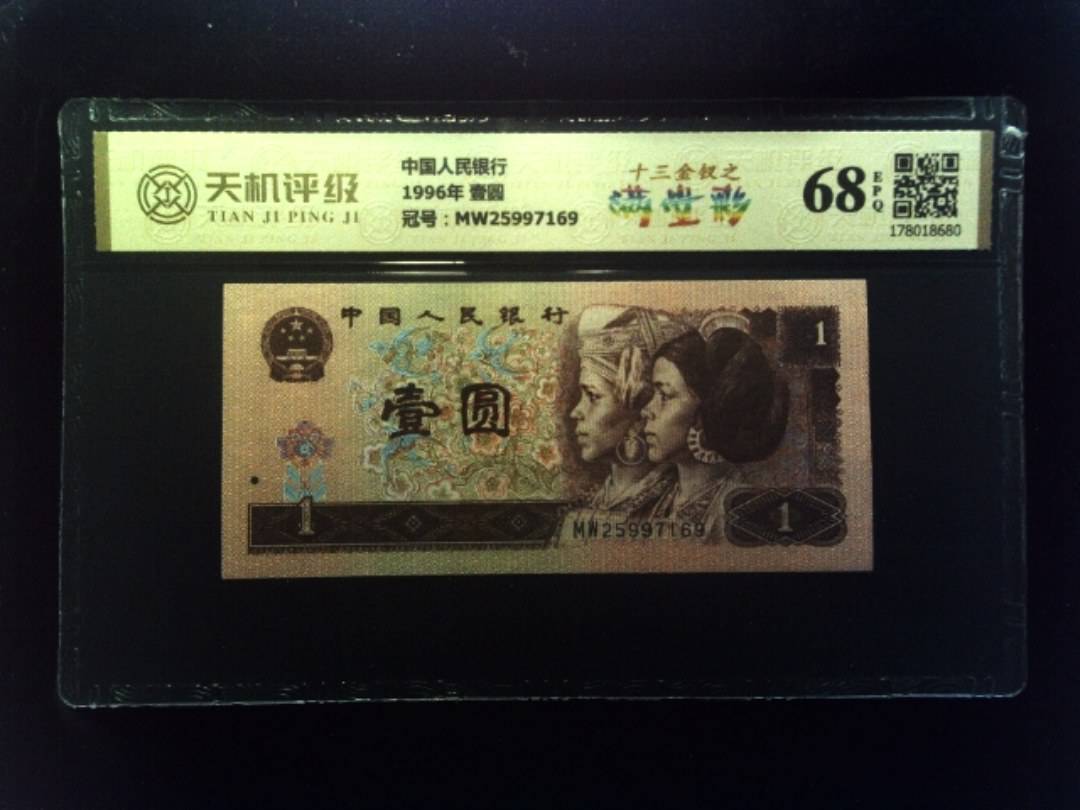 天机评级
TIAN JI PING JI
中国人民银行
1996年 壹圆
冠号：MW25997169
十三金钗之
满堂彩
68
EPQ
178018680
中国人民银行
1
壹圆
1
MW25997169
1